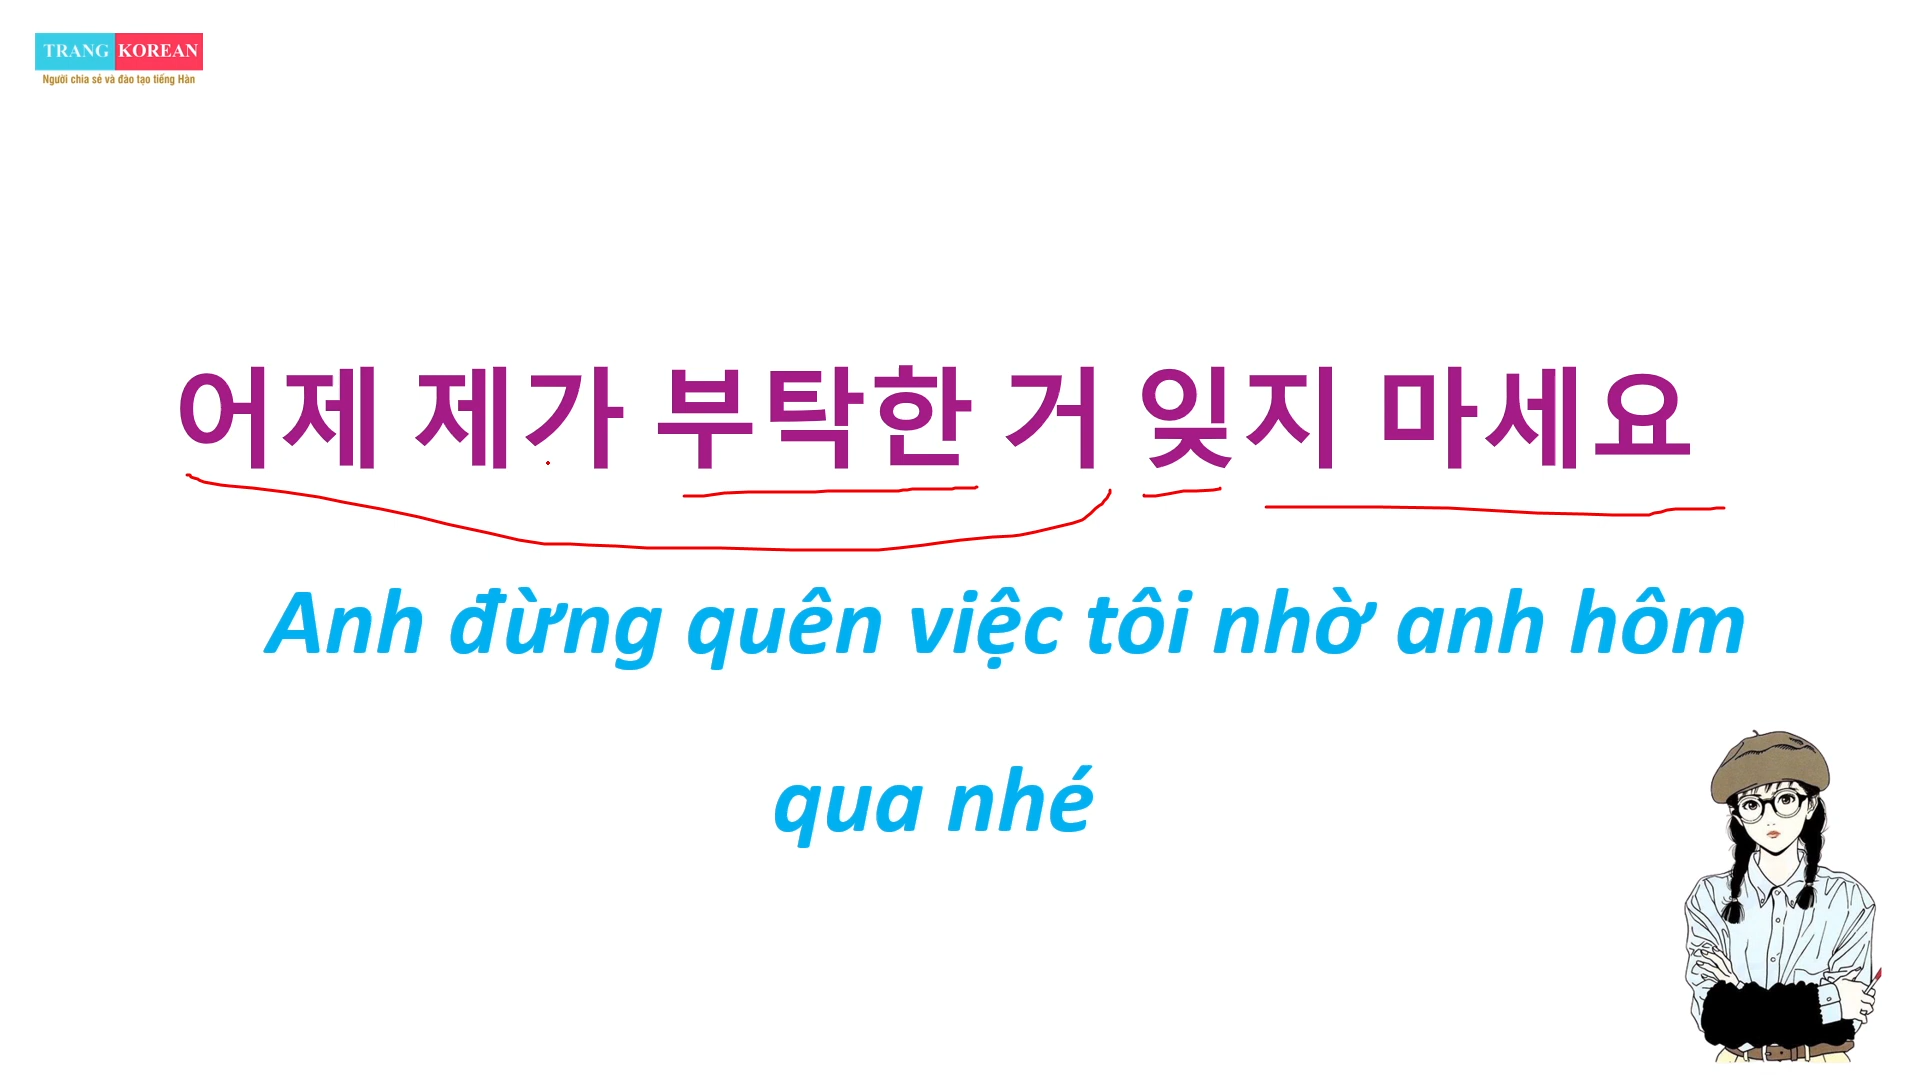 TRANG KOREAN
Người chia sẻ và đào tạo tiếng Hàn
어제 제가 부탁한 거 잊지 마세요
Anh đừng quên việc tôi nhờ anh hôm
qua nhé